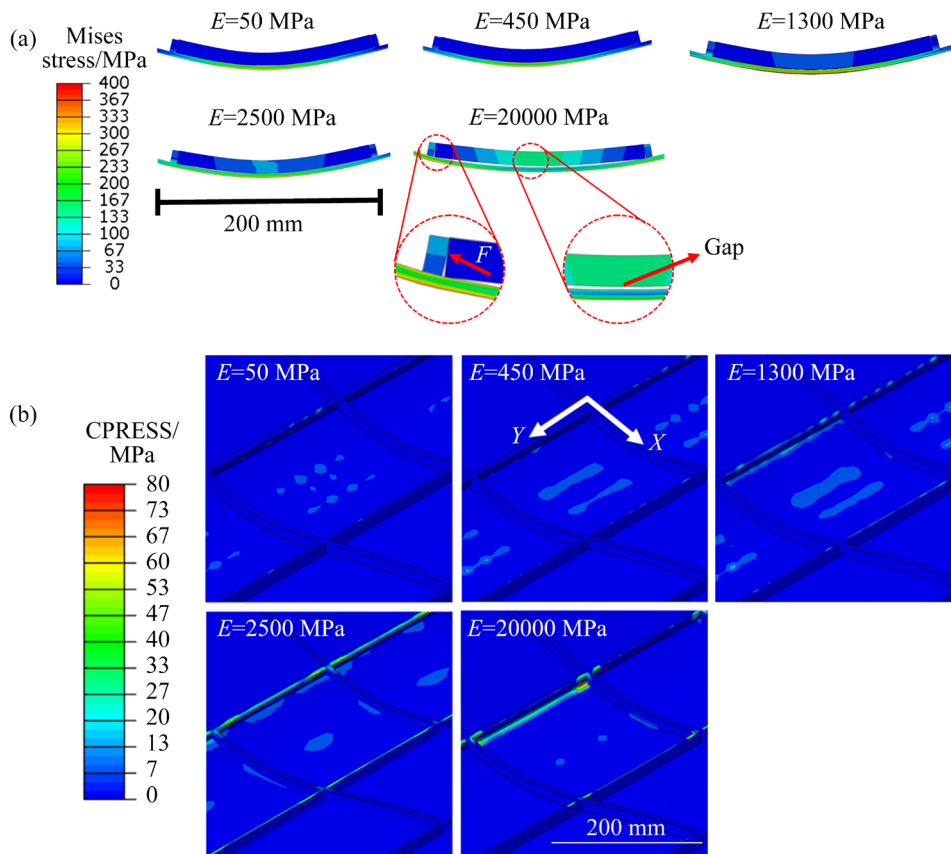 (a)
Mises
stress/MPa
400
367
333
300
267
233
200
167
133
100
67
33
0
E=50 MPa
E=450 MPa
E=1300 MPa
E=2500 MPa
E=20000 MPa
200 mm
F
Gap
(b)
CPRESS/
MPa
80
73
67
60
53
47
40
33
27
20
13
7
0
E=50 MPa
E=450 MPa
Y
X
E=1300 MPa
E=2500 MPa
E=20000 MPa
200 mm